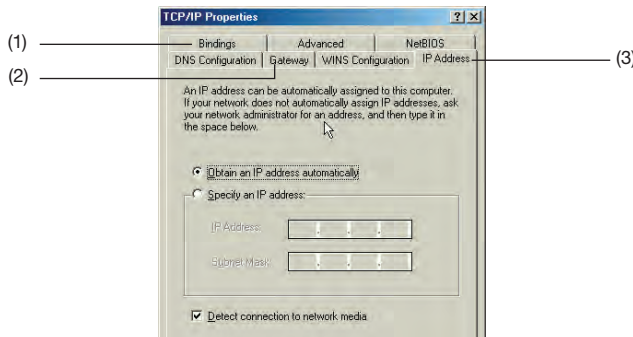 TCP/IP Properties
(1)
Bindings Advanced NetBIOS
DNS Configuration Gateway WINS Configuration IP Address
(3)
(2)
An IP address can be automatically assigned to this computer.
If your network does not automatically assign IP addresses, ask
your network administrator for an address, and then type it in
the space below.
Obtain an IP address automatically
Specify an IP address:
IP Address:
Subnet Mask:
Detect connection to network media